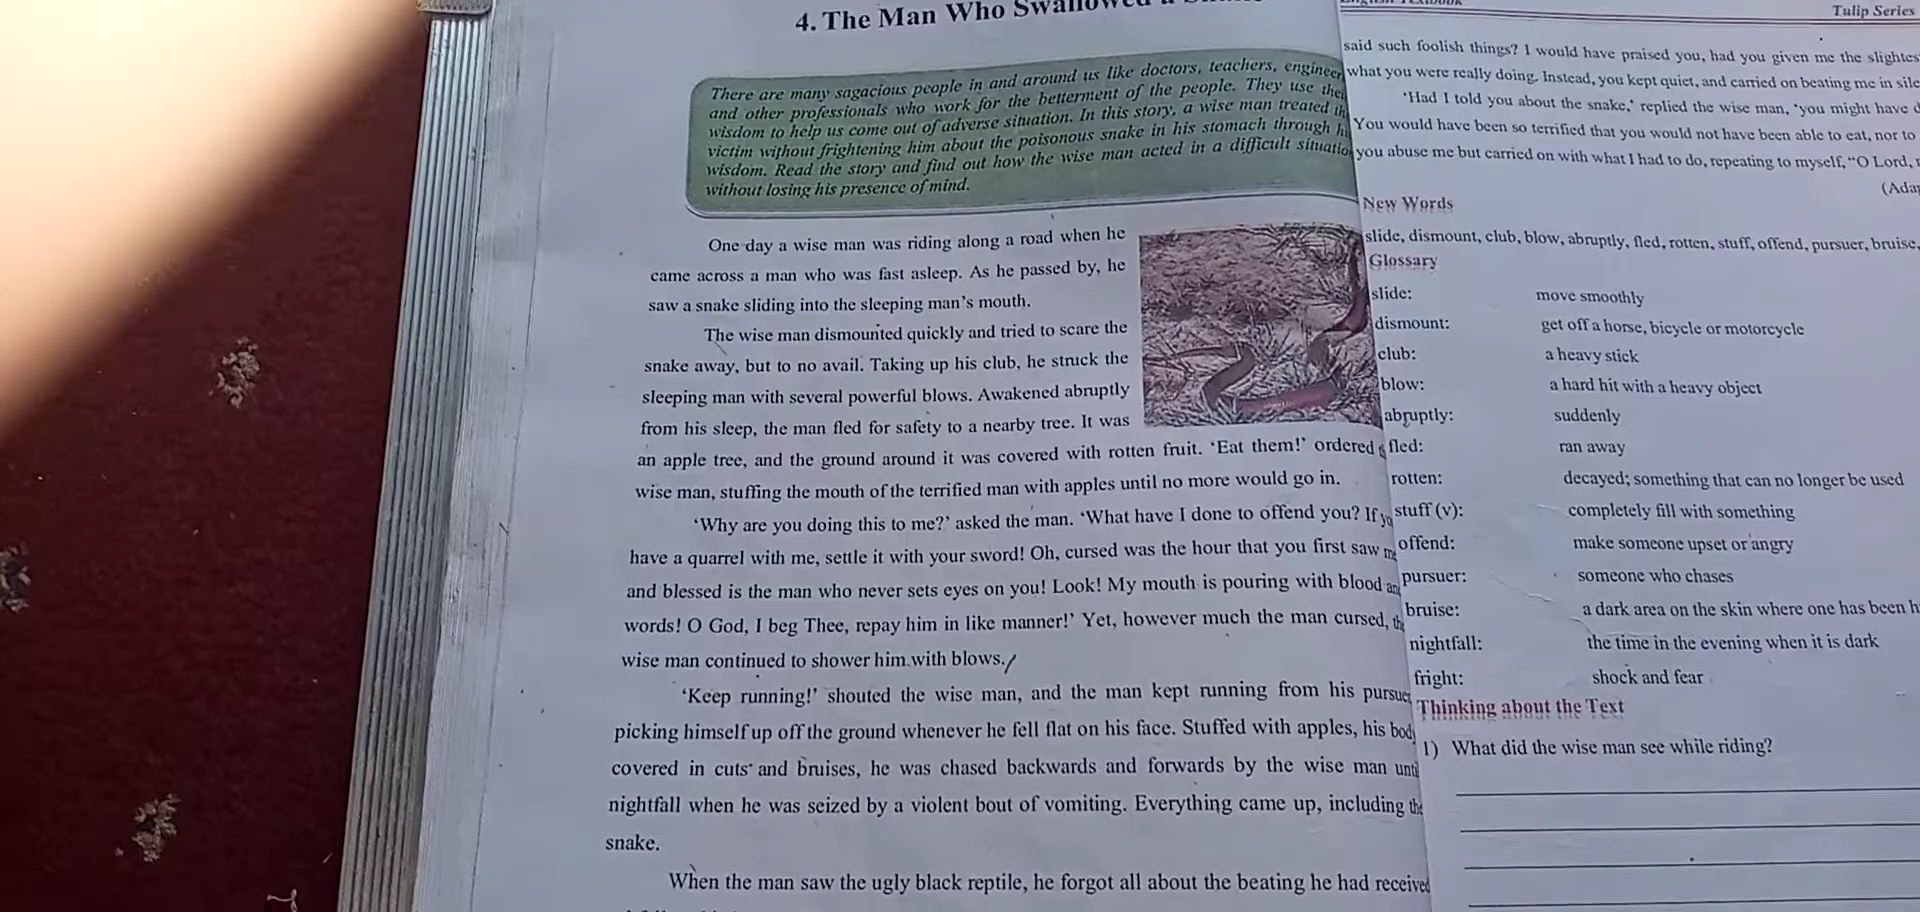 4. The Man Who Swallowed a
There are many sagacious people in and around us like doctors, teachers, engineer
and other professionals who work for the betterment of the people. They use thei
wisdom to help us come out of adverse situation. In this story, a wise man treated th
victim without frightening him about the poisonous snake in his stomach through hi
wisdom. Read the story and find out how the wise man acted in a difficult situatio
without losing his presence of mind.
One day a wise man was riding along a road when he
came across a man who was fast asleep. As he passed by, he
saw a snake sliding into the sleeping man's mouth.
The wise man dismounted quickly and tried to scare the
snake away, but to no avail. Taking up his club, he struck the
sleeping man with several powerful blows. Awakened abruptly
from his sleep, the man fled for safety to a nearby tree. It was
an apple tree, and the ground around it was covered with rotten fruit. ‘Eat them!’ ordered
wise man, stuffing the mouth of the terrified man with apples until no more would go in.
‘Why are you doing this to me?’ asked the man. ‘What have I done to offend you? If yo
have a quarrel with me, settle it with your sword! Oh, cursed was the hour that you first saw me
and blessed is the man who never sets eyes on you! Look! My mouth is pouring with blood an
words! O God, I beg Thee, repay him in like manner!’ Yet, however much the man cursed, th
wise man continued to shower him with blows.
‘Keep running!’ shouted the wise man, and the man kept running from his pursuer
picking himself up off the ground whenever he fell flat on his face. Stuffed with apples, his body
covered in cuts and bruises, he was chased backwards and forwards by the wise man until
nightfall when he was seized by a violent bout of vomiting. Everything came up, including the
snake.
When the man saw the ugly black reptile, he forgot all about the beating he had received
Tulip Series
said such foolish things? I would have praised you, had you given me the slightes
what you were really doing. Instead, you kept quiet, and carried on beating me in sile
‘Had I told you about the snake,’ replied the wise man, ‘you might have d
You would have been so terrified that you would not have been able to eat, nor to
you abuse me but carried on with what I had to do, repeating to myself, “O Lord,
(Ada
New Words
slide, dismount, club, blow, abruptly, fled, rotten, stuff, offend, pursuer, bruise,
Glossary
slide: move smoothly
dismount: get off a horse, bicycle or motorcycle
club: a heavy stick
blow: a hard hit with a heavy object
abruptly: suddenly
fled: ran away
rotten: decayed; something that can no longer be used
stuff (v): completely fill with something
offend: make someone upset or angry
pursuer: someone who chases
bruise: a dark area on the skin where one has been h
nightfall: the time in the evening when it is dark
fright: shock and fear
Thinking about the Text
1) What did the wise man see while riding?